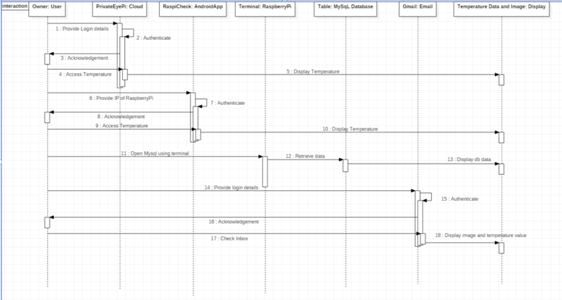 interaction
Owner: User
PrivateEyePi: Cloud
RaspiCheck: AndroidApp
Terminal: RaspberryPi
Table: MySqL Database
Gmail: Email
Temperature Data and Image: Display
1 : Provide Login details
2 : Authenticate
3 : Acknowledgement
4 : Access Temperature
5 : Display Temperature
6 : Provide IP of RaspberryPi
7 : Authenticate
8 : Acknowledgement
9 : Access Temperature
10 : Display Temperature
11 : Open Mysql using terminal
12 : Retrieve data
13 : Display db data
14 : Provide login details
15 : Authenticate
16 : Acknowledgement
17 : Check Inbox
18 : Display image and temperature value